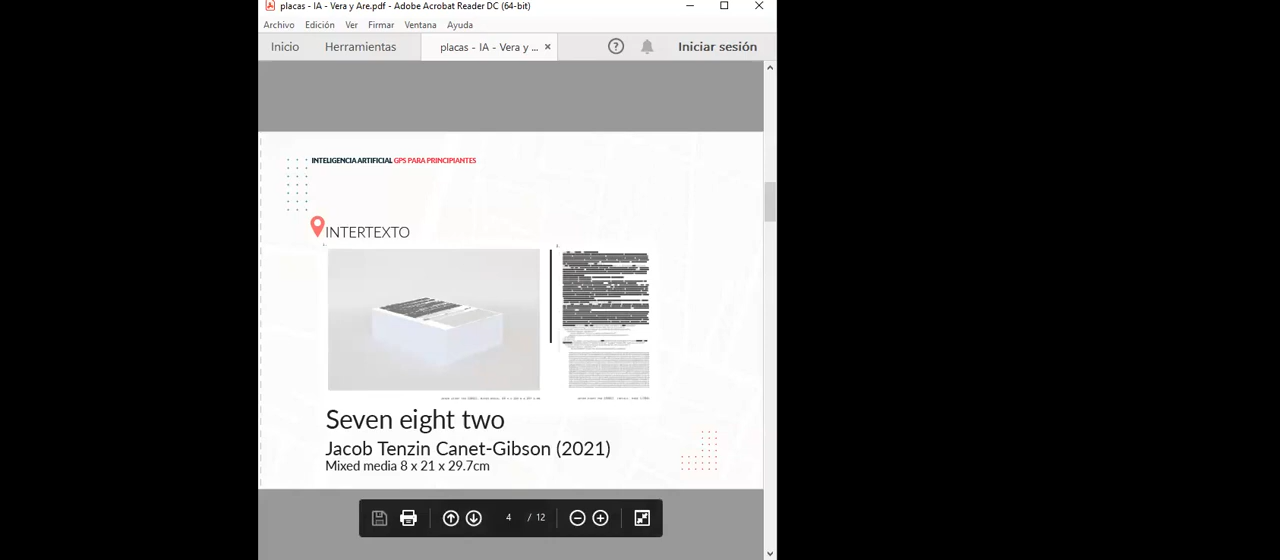 placas - IA - Vera y Are.pdf - Adobe Acrobat Reader DC (64-bit)
Archivo Edición Ver Firmar Ventana Ayuda
Inicio Herramientas placas - IA - Vera y ... Iniciar sesión
INTELIGENCIA ARTIFICIAL GPS PARA PRINCIPIANTES
INTERTEXTO
Seven eight two
Jacob Tenzin Canet-Gibson (2021)
Mixed media 8 x 21 x 29.7cm
4 / 12